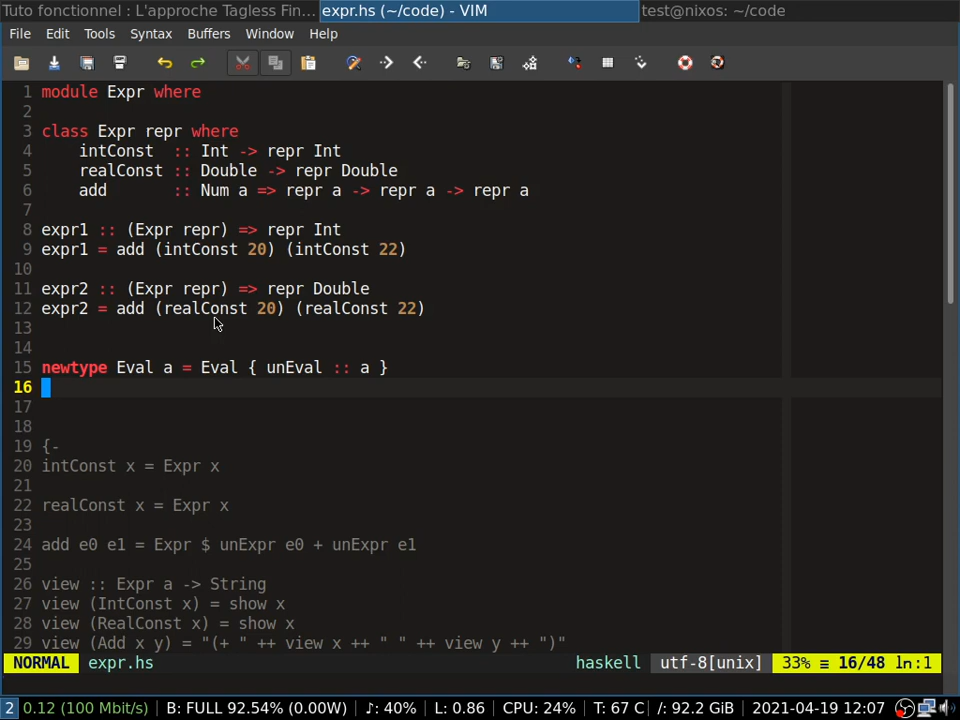 Tuto fonctionnel : L'approche Tagless Fin... expr.hs (~/code) - VIM test@nixos: ~/code
File Edit Tools Syntax Buffers Window Help
1 module Expr where
2
3 class Expr repr where
4     intConst  :: Int -> repr Int
5     realConst :: Double -> repr Double
6     add       :: Num a => repr a -> repr a -> repr a
7
8 expr1 :: (Expr repr) => repr Int
9 expr1 = add (intConst 20) (intConst 22)
10
11 expr2 :: (Expr repr) => repr Double
12 expr2 = add (realConst 20) (realConst 22)
13
14
15 newtype Eval a = Eval { unEval :: a }
16
17
18
19 {-
20 intConst x = Expr x
21
22 realConst x = Expr x
23
24 add e0 e1 = Expr $ unExpr e0 + unExpr e1
25
26 view :: Expr a -> String
27 view (IntConst x) = show x
28 view (RealConst x) = show x
29 view (Add x y) = "(+ " ++ view x ++ " " ++ view y ++ ")"
NORMAL expr.hs haskell utf-8[unix] 33% ≡ 16/48 ln:1
2 0.12 (100 Mbit/s) B: FULL 92.54% (0.00W) ♪: 40% L: 0.86 CPU: 24% T: 67 C /: 92.2 GiB 2021-04-19 12:07